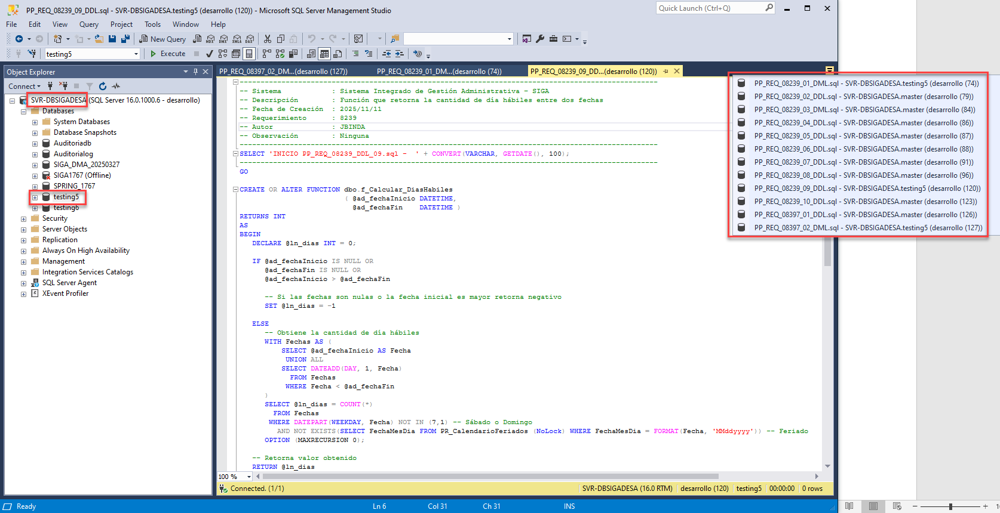 PP_REQ_08239_09_DDL.sql - SVR-DBSIGADESA.testing5 (desarrollo (120)) - Microsoft SQL Server Management Studio
Quick Launch (Ctrl+Q)
File Edit View Query Project Tools Window Help
New Query MDX DMX XMLA DAX
testing5 Execute
Object Explorer
Connect
SVR-DBSIGADESA (SQL Server 16.0.1000.6 - desarrollo)
Databases
System Databases
Database Snapshots
Auditoriadb
Auditorialog
SIGA_DMA_20250327
SIGA1767 (Offline)
SPRING_1767
testing5
testing6
Security
Server Objects
Replication
Always On High Availability
Management
Integration Services Catalogs
SQL Server Agent
XEvent Profiler
PP_REQ_08397_02_DM...(desarrollo (127)) PP_REQ_08239_01_DM...(desarrollo (74)) PP_REQ_08239_09_DD...(desarrollo (120))
-- Sistema : Sistema Integrado de Gestión Administrativa - SIGA
-- Descripción : Función que retorna la cantidad de día hábiles entre dos fechas
-- Fecha de Creación : 2025/11/11
-- Requerimiento : 8239
-- Autor : JBINDA
-- Observación : Ninguna
SELECT 'INICIO PP_REQ_08239_DDL_09.sql -  ' + CONVERT(VARCHAR, GETDATE(), 100);
GO
CREATE OR ALTER FUNCTION dbo.f_Calcular_DiasHabiles
( @ad_fechaInicio DATETIME,
@ad_fechaFin DATETIME )
RETURNS INT
AS
BEGIN
DECLARE @ln_dias INT = 0;
IF @ad_fechaInicio IS NULL OR
@ad_fechaFin IS NULL OR
@ad_fechaInicio > @ad_fechaFin
-- Si las fechas son nulas o la fecha inicial es mayor retorna negativo
SET @ln_dias = -1
ELSE
-- Obtiene la cantidad de día hábiles
WITH Fechas AS (
SELECT @ad_fechaInicio AS Fecha
UNION ALL
SELECT DATEADD(DAY, 1, Fecha)
FROM Fechas
WHERE Fecha < @ad_fechaFin
)
SELECT @ln_dias = COUNT(*)
FROM Fechas
WHERE DATEPART(WEEKDAY, Fecha) NOT IN (7,1) -- Sábado o Domingo
AND NOT EXISTS(SELECT FechaMesDia FROM PR_CalendarioFeriados (NoLock) WHERE FechaMesDia = FORMAT(Fecha, 'MMddyyyy')) -- Feriado
OPTION (MAXRECURSION 0);
-- Retorna valor obtenido
RETURN @ln_dias
PP_REQ_08239_01_DML.sql - SVR-DBSIGADESA.testing5 (desarrollo (74))
PP_REQ_08239_02_DDL.sql - SVR-DBSIGADESA.master (desarrollo (79))
PP_REQ_08239_03_DML.sql - SVR-DBSIGADESA.master (desarrollo (84))
PP_REQ_08239_04_DDL.sql - SVR-DBSIGADESA.master (desarrollo (86))
PP_REQ_08239_05_DDL.sql - SVR-DBSIGADESA.master (desarrollo (87))
PP_REQ_08239_06_DDL.sql - SVR-DBSIGADESA.master (desarrollo (88))
PP_REQ_08239_07_DDL.sql - SVR-DBSIGADESA.master (desarrollo (91))
PP_REQ_08239_08_DDL.sql - SVR-DBSIGADESA.master (desarrollo (96))
PP_REQ_08239_09_DDL.sql - SVR-DBSIGADESA.testing5 (desarrollo (120))
PP_REQ_08239_10_DDL.sql - SVR-DBSIGADESA.master (desarrollo (123))
PP_REQ_08397_01_DDL.sql - SVR-DBSIGADESA.master (desarrollo (126))
PP_REQ_08397_02_DML.sql - SVR-DBSIGADESA.testing5 (desarrollo (127))
100 %
Connected. (1/1) SVR-DBSIGADESA (16.0 RTM) desarrollo (120) testing5 00:00:00 0 rows
Ready Ln 6 Col 31 Ch 31 INS